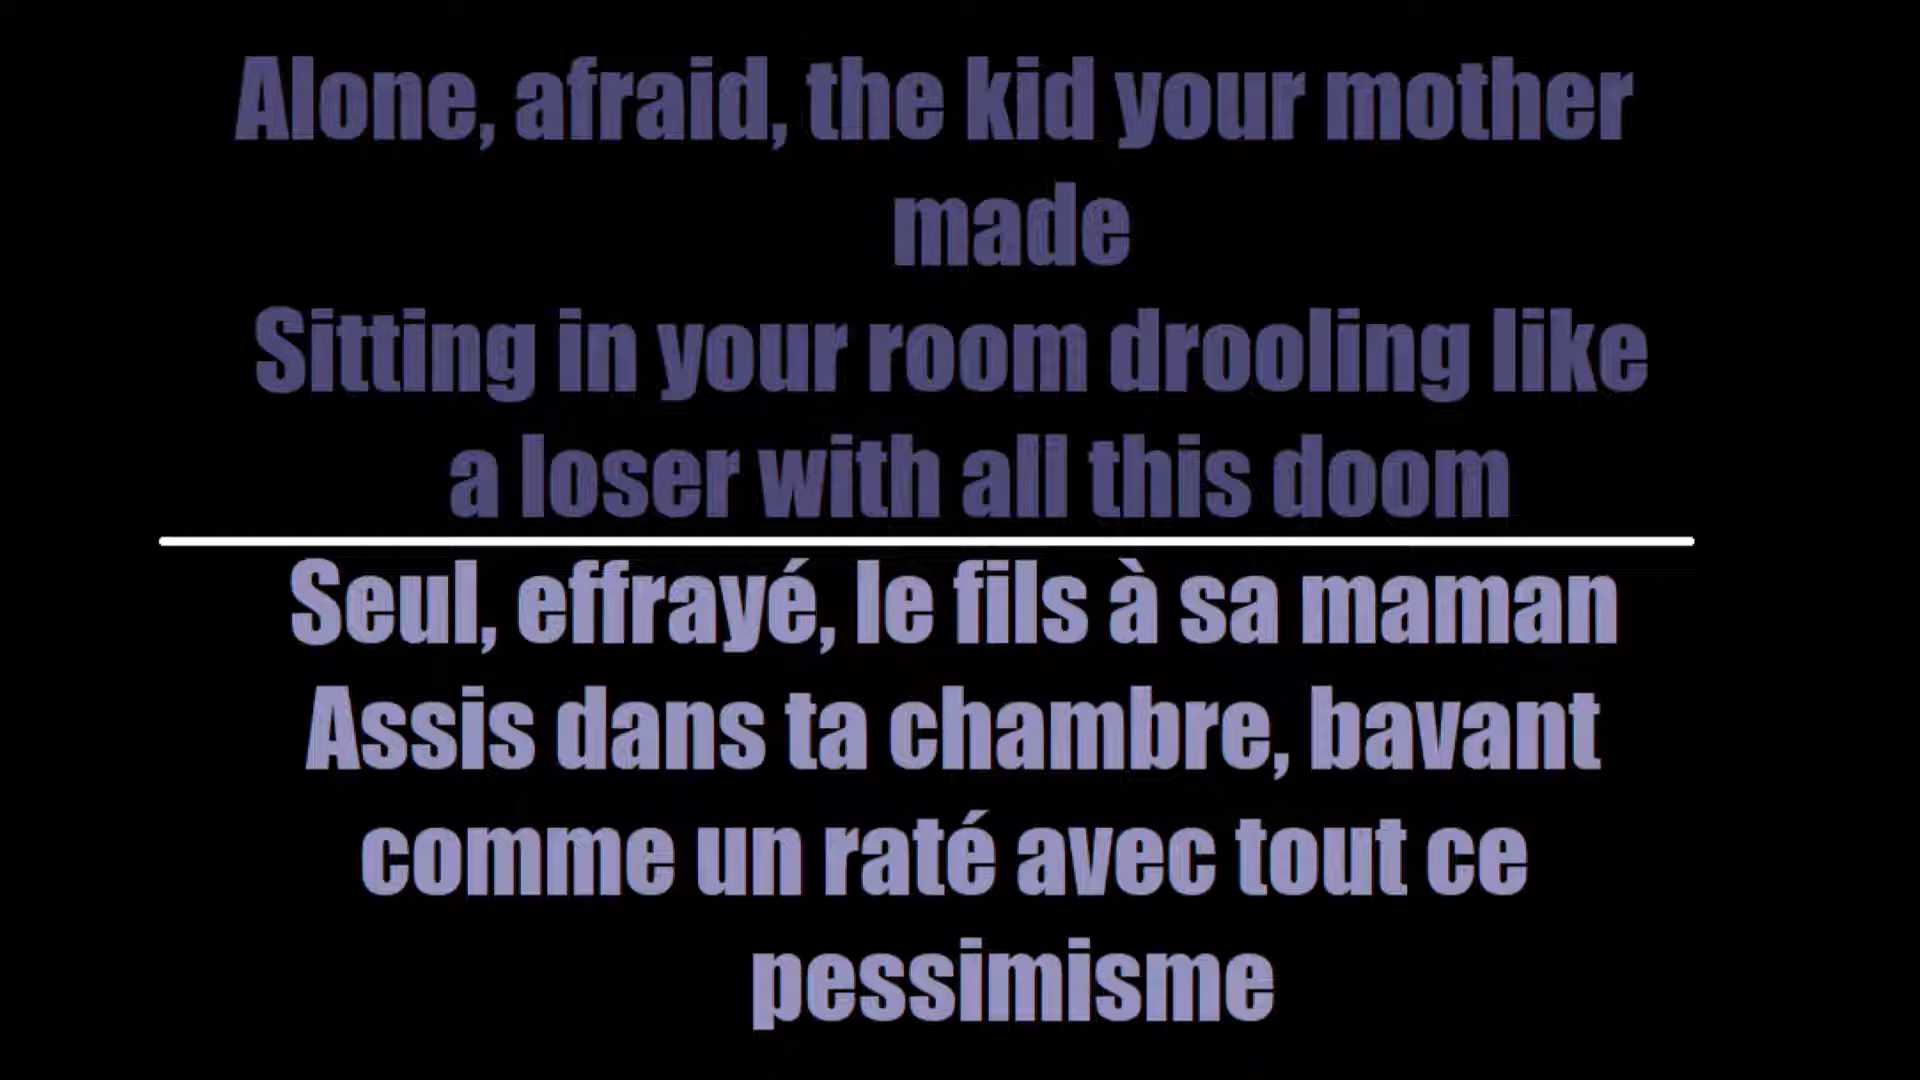 Alone, afraid, the kid your mother
made
Sitting in your room drooling like
a loser with all this doom
Seul, effrayé, le fils à sa maman
Assis dans ta chambre, bavant
comme un raté avec tout ce
pessimisme